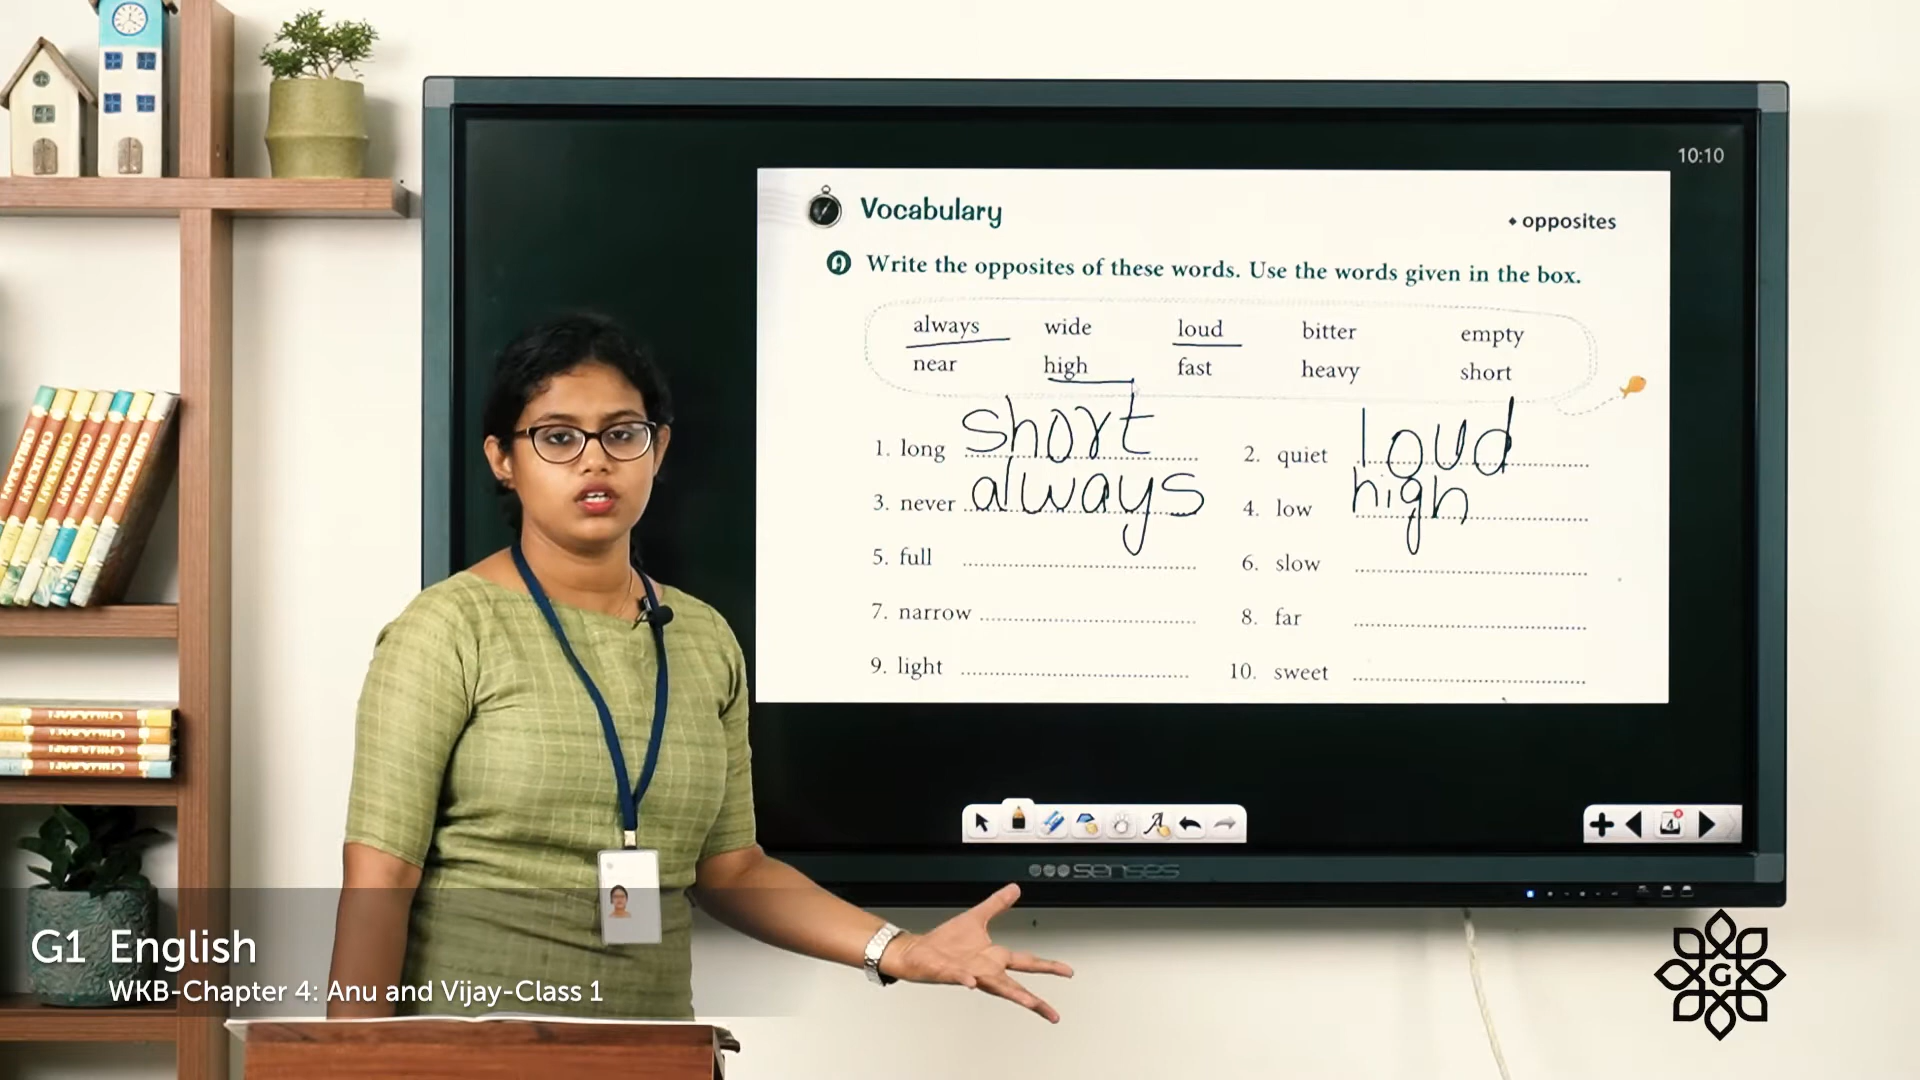 10:10
Vocabulary
• opposites
A Write the opposites of these words. Use the words given in the box.
always wide loud bitter empty
near high fast heavy short
1. long short 2. quiet loud
3. never always 4. low high
5. full 6. slow
7. narrow 8. far
9. light 10. sweet
4
senses
G1 English
WKB-Chapter 4: Anu and Vijay-Class 1
G